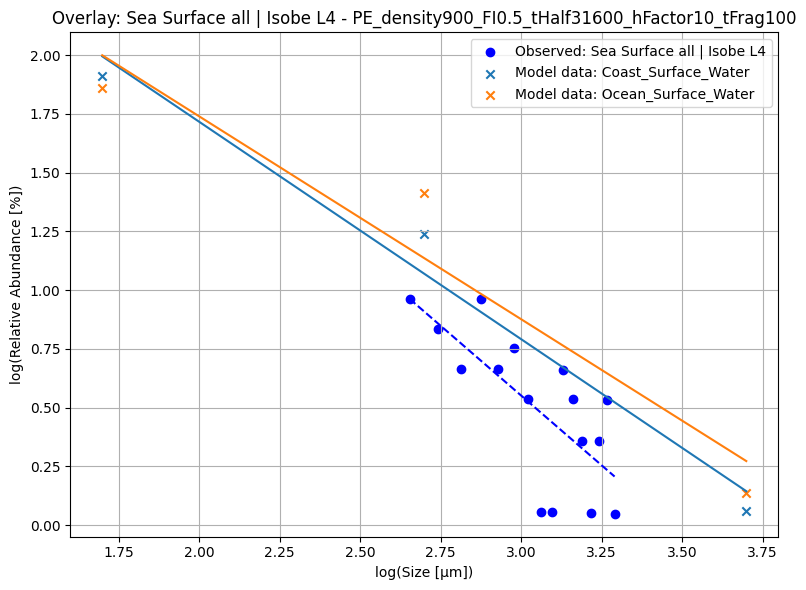 Overlay: Sea Surface all | Isobe L4 - PE_density900_FI0.5_tHalf31600_hFactor10_tFrag100
Observed: Sea Surface all | Isobe L4
Model data: Coast_Surface_Water
Model data: Ocean_Surface_Water
log(Relative Abundance [%])
2.00
1.75
1.50
1.25
1.00
0.75
0.50
0.25
0.00
1.75 2.00 2.25 2.50 2.75 3.00 3.25 3.50 3.75
log(Size [μm])